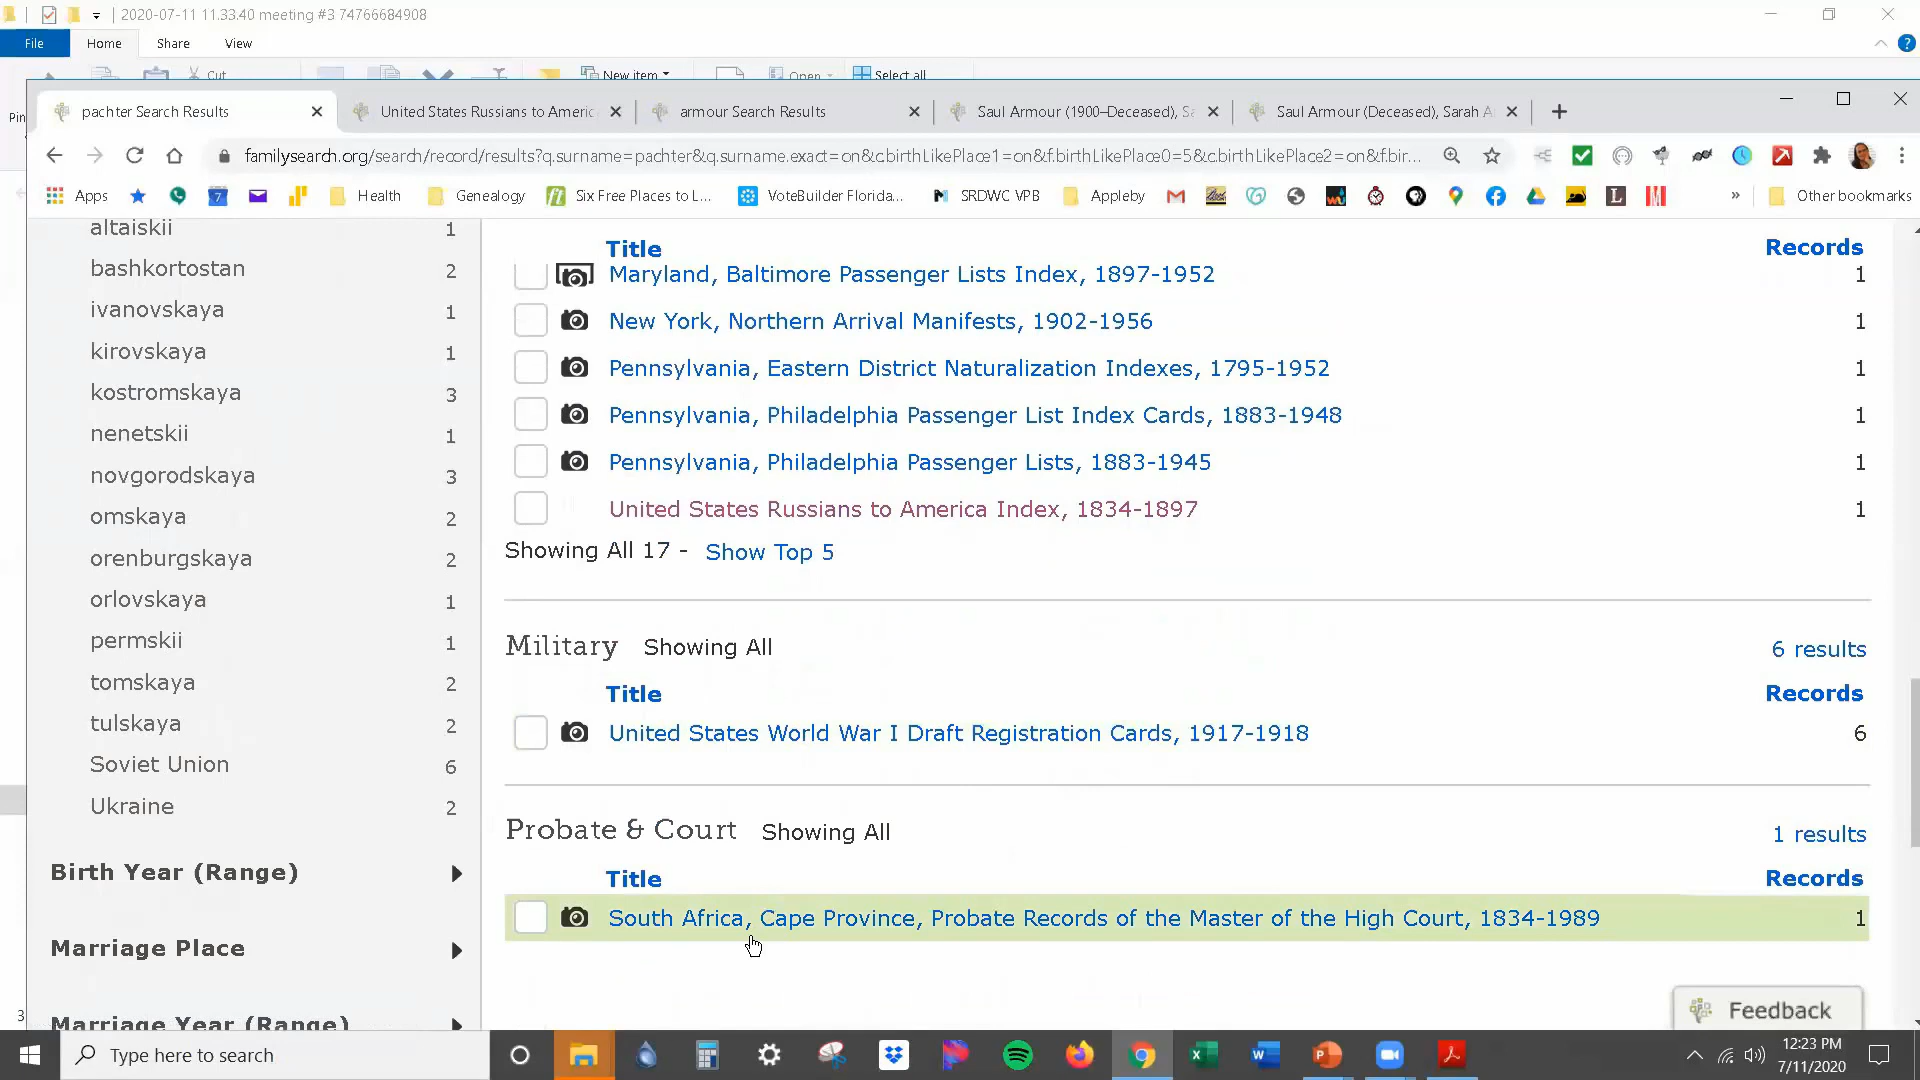 2020-07-11 11.33.40 meeting #3 74766684908
File Home Share View
Cut New item Open Select all
Pin
pachter Search Results
United States Russians to Americ
armour Search Results
Saul Armour (1900–Deceased), Sa
Saul Armour (Deceased), Sarah A
familysearch.org/search/record/results?q.surname=pachter&q.surname.exact=on&c.birthLikePlace1=on&f.birthLikePlace0=5&c.birthLikePlace2=on&f.bir...
Apps Health Genealogy Six Free Places to L... VoteBuilder Florida... SRDWC VPB Appleby » Other bookmarks
altaiskii 1
bashkortostan 2
ivanovskaya 1
kirovskaya 1
kostromskaya 3
nenetskii 1
novgorodskaya 3
omskaya 2
orenburgskaya 2
orlovskaya 1
permskii 1
tomskaya 2
tulskaya 2
Soviet Union 6
Ukraine 2
Birth Year (Range)
Marriage Place
Marriage Year (Range)
Title Records
Maryland, Baltimore Passenger Lists Index, 1897-1952 1
New York, Northern Arrival Manifests, 1902-1956 1
Pennsylvania, Eastern District Naturalization Indexes, 1795-1952 1
Pennsylvania, Philadelphia Passenger List Index Cards, 1883-1948 1
Pennsylvania, Philadelphia Passenger Lists, 1883-1945 1
United States Russians to America Index, 1834-1897 1
Showing All 17 - Show Top 5
Military Showing All 6 results
Title Records
United States World War I Draft Registration Cards, 1917-1918 6
Probate & Court Showing All 1 results
Title Records
South Africa, Cape Province, Probate Records of the Master of the High Court, 1834-1989 1
Feedback
3
Type here to search
12:23 PM
7/11/2020